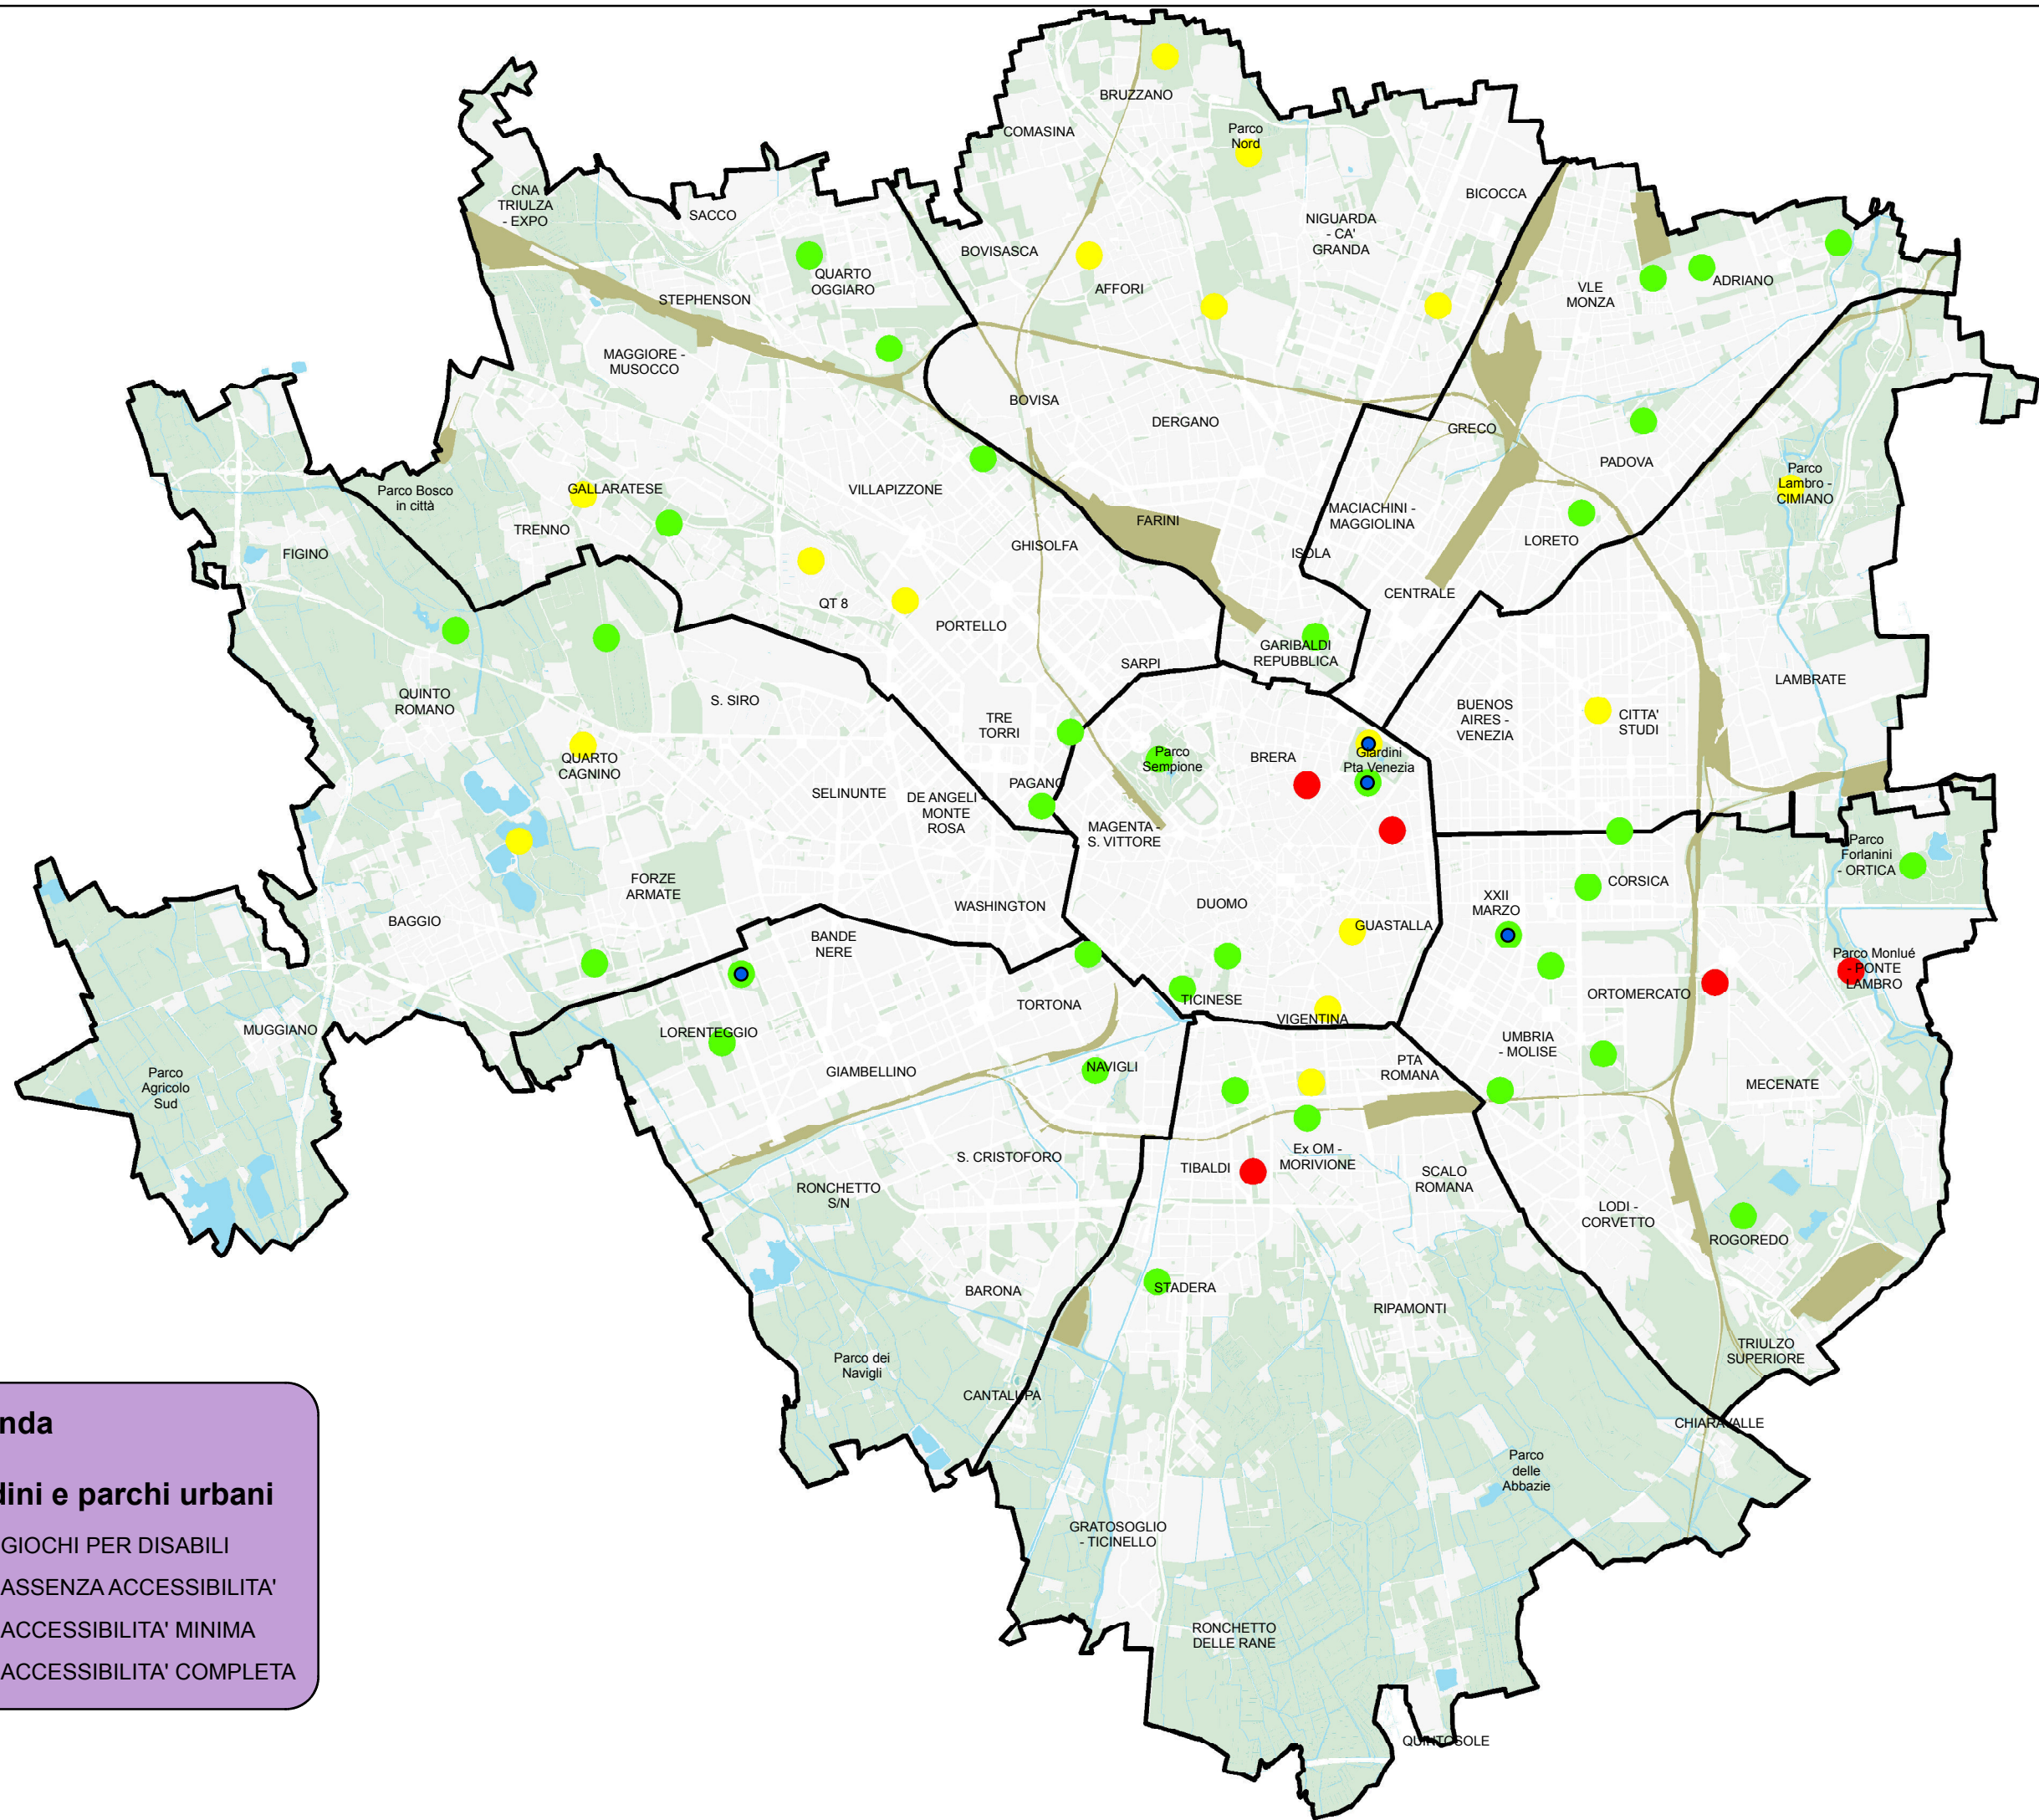 BRUZZANO
COMASINA
Parco
Nord
BICOCCA
CNA
TRIULZA
- EXPO
SACCO
NIGUARDA
- CA'
GRANDA
BOVISASCA
QUARTO
OGGIARO
AFFORI
STEPHENSON
VLE
MONZA
ADRIANO
MAGGIORE -
MUSOCCO
BOVISA
DERGANO
GRECO
PADOVA
Parco
Lambro -
CIMIANO
Parco Bosco
in città
GALLARATESE
VILLAPIZZONE
TRENNO
FARINI
MACIACHINI -
MAGGIOLINA
LORETO
FIGINO
GHISOLFA
ISOLA
CENTRALE
QT 8
PORTELLO
GARIBALDI
REPUBBLICA
SARPI
LAMBRATE
QUINTO
ROMANO
S. SIRO
TRE
TORRI
BUENOS
AIRES -
VENEZIA
CITTA'
STUDI
QUARTO
CAGNINO
Parco
Sempione
BRERA
Giardini
Pta Venezia
PAGANO
SELINUNTE
DE ANGELI -
MONTE
ROSA
MAGENTA -
S. VITTORE
Parco
Forlanini
- ORTICA
FORZE
ARMATE
CORSICA
WASHINGTON
DUOMO
XXII
MARZO
GUASTALLA
BAGGIO
BANDE
NERE
Parco Monlué
- PONTE
LAMBRO
ORTOMERCATO
TORTONA
TICINESE
VIGENTINA
MUGGIANO
LORENTEGGIO
UMBRIA
- MOLISE
Parco
Agricolo
Sud
GIAMBELLINO
NAVIGLI
PTA
ROMANA
MECENATE
S. CRISTOFORO
TIBALDI
Ex OM -
MORIVIONE
SCALO
ROMANA
RONCHETTO
S/N
LODI -
CORVETTO
ROGOREDO
BARONA
STADERA
RIPAMONTI
TRIULZO
SUPERIORE
Parco dei
Navigli
CANTALUPA
CHIARAVALLE
Parco
delle
Abbazie
GRATOSOGLIO
- TICINELLO
RONCHETTO
DELLE RANE
QUINTOSOLE
nda
dini e parchi urbani
GIOCHI PER DISABILI
ASSENZA ACCESSIBILITA'
ACCESSIBILITA' MINIMA
ACCESSIBILITA' COMPLETA